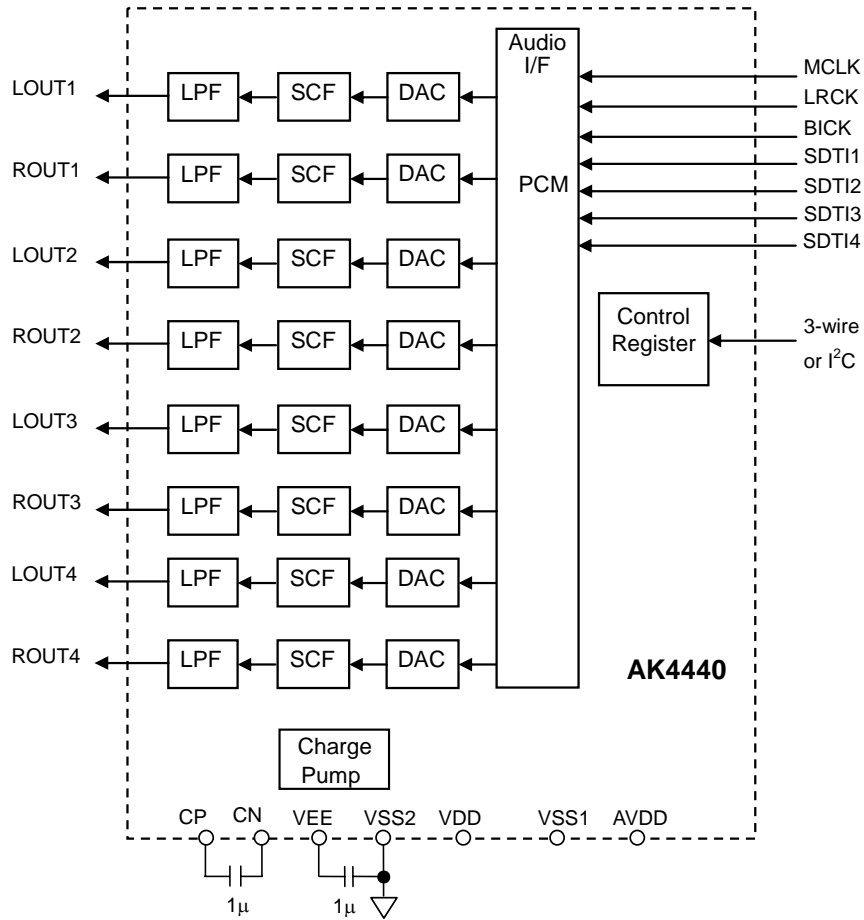 Audio
I/F
MCLK
LRCK
BICK
SDTI1
SDTI2
SDTI3
SDTI4
PCM
LOUT1
LPF
SCF
DAC
ROUT1
LPF
SCF
DAC
LOUT2
LPF
SCF
DAC
ROUT2
LPF
SCF
DAC
Control
Register
3-wire
or I²C
LOUT3
LPF
SCF
DAC
ROUT3
LPF
SCF
DAC
LOUT4
LPF
SCF
DAC
ROUT4
LPF
SCF
DAC
AK4440
Charge
Pump
CP
CN
VEE
VSS2
VDD
VSS1
AVDD
1μ
1μ